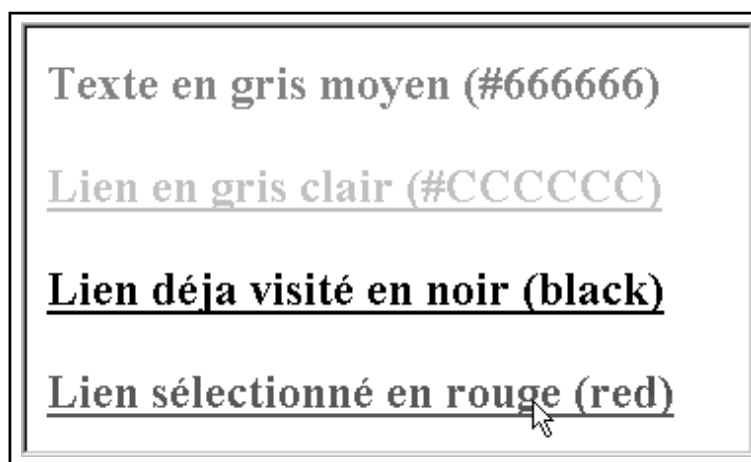 Texte en gris moyen (#666666)
Lien en gris clair (#CCCCCC)
Lien déja visité en noir (black)
Lien sélectionné en rouge (red)